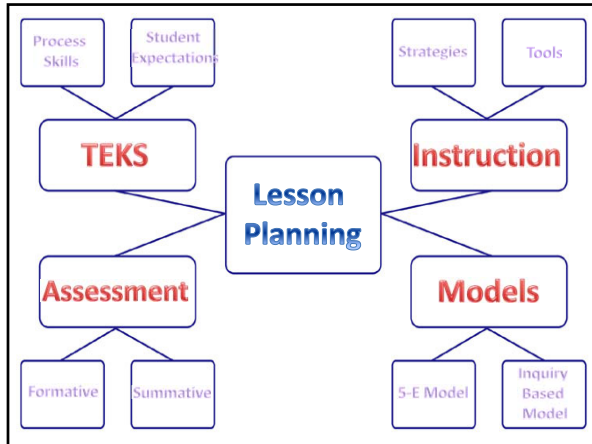 Process
Skills
Student
Expectations
Strategies
Tools
TEKS
Instruction
Lesson
Planning
Assessment
Models
Formative
Summative
5-E Model
Inquiry
Based
Model